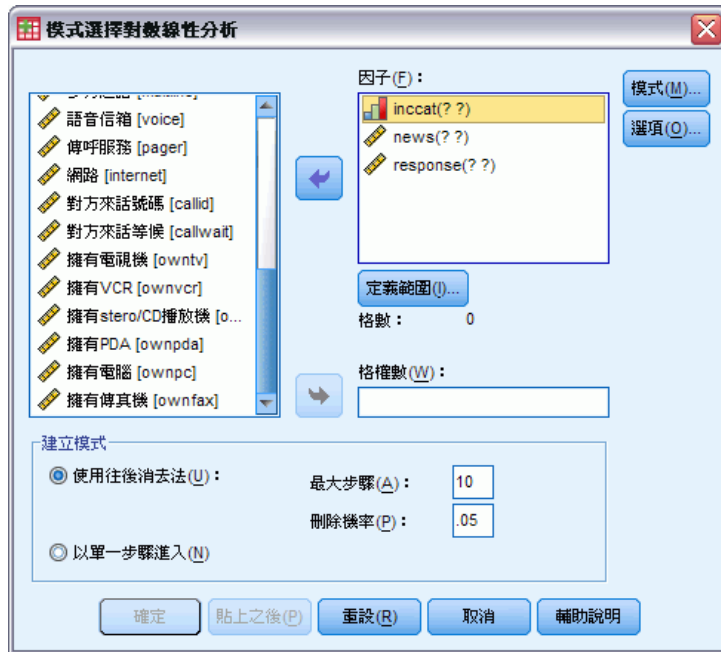 模式選擇對數線性分析
因子(F)：
語音信箱 [voice]
傳呼服務 [pager]
網路 [internet]
對方來話號碼 [callid]
對方來話等候 [callwait]
擁有電視機 [owntv]
擁有VCR [ownvcr]
擁有stero/CD播放機 [o...
擁有PDA [ownpda]
擁有電腦 [ownpc]
擁有傳真機 [ownfax]
inccat(? ?)
news(? ?)
response(? ?)
模式(M)...
選項(O)...
定義範圍(I)...
格數： 0
格權數(W)：
建立模式
使用往後消去法(U)：
最大步驟(A)： 10
刪除機率(P)： .05
以單一步驟進入(N)
確定 貼上之後(P) 重設(R) 取消 輔助說明